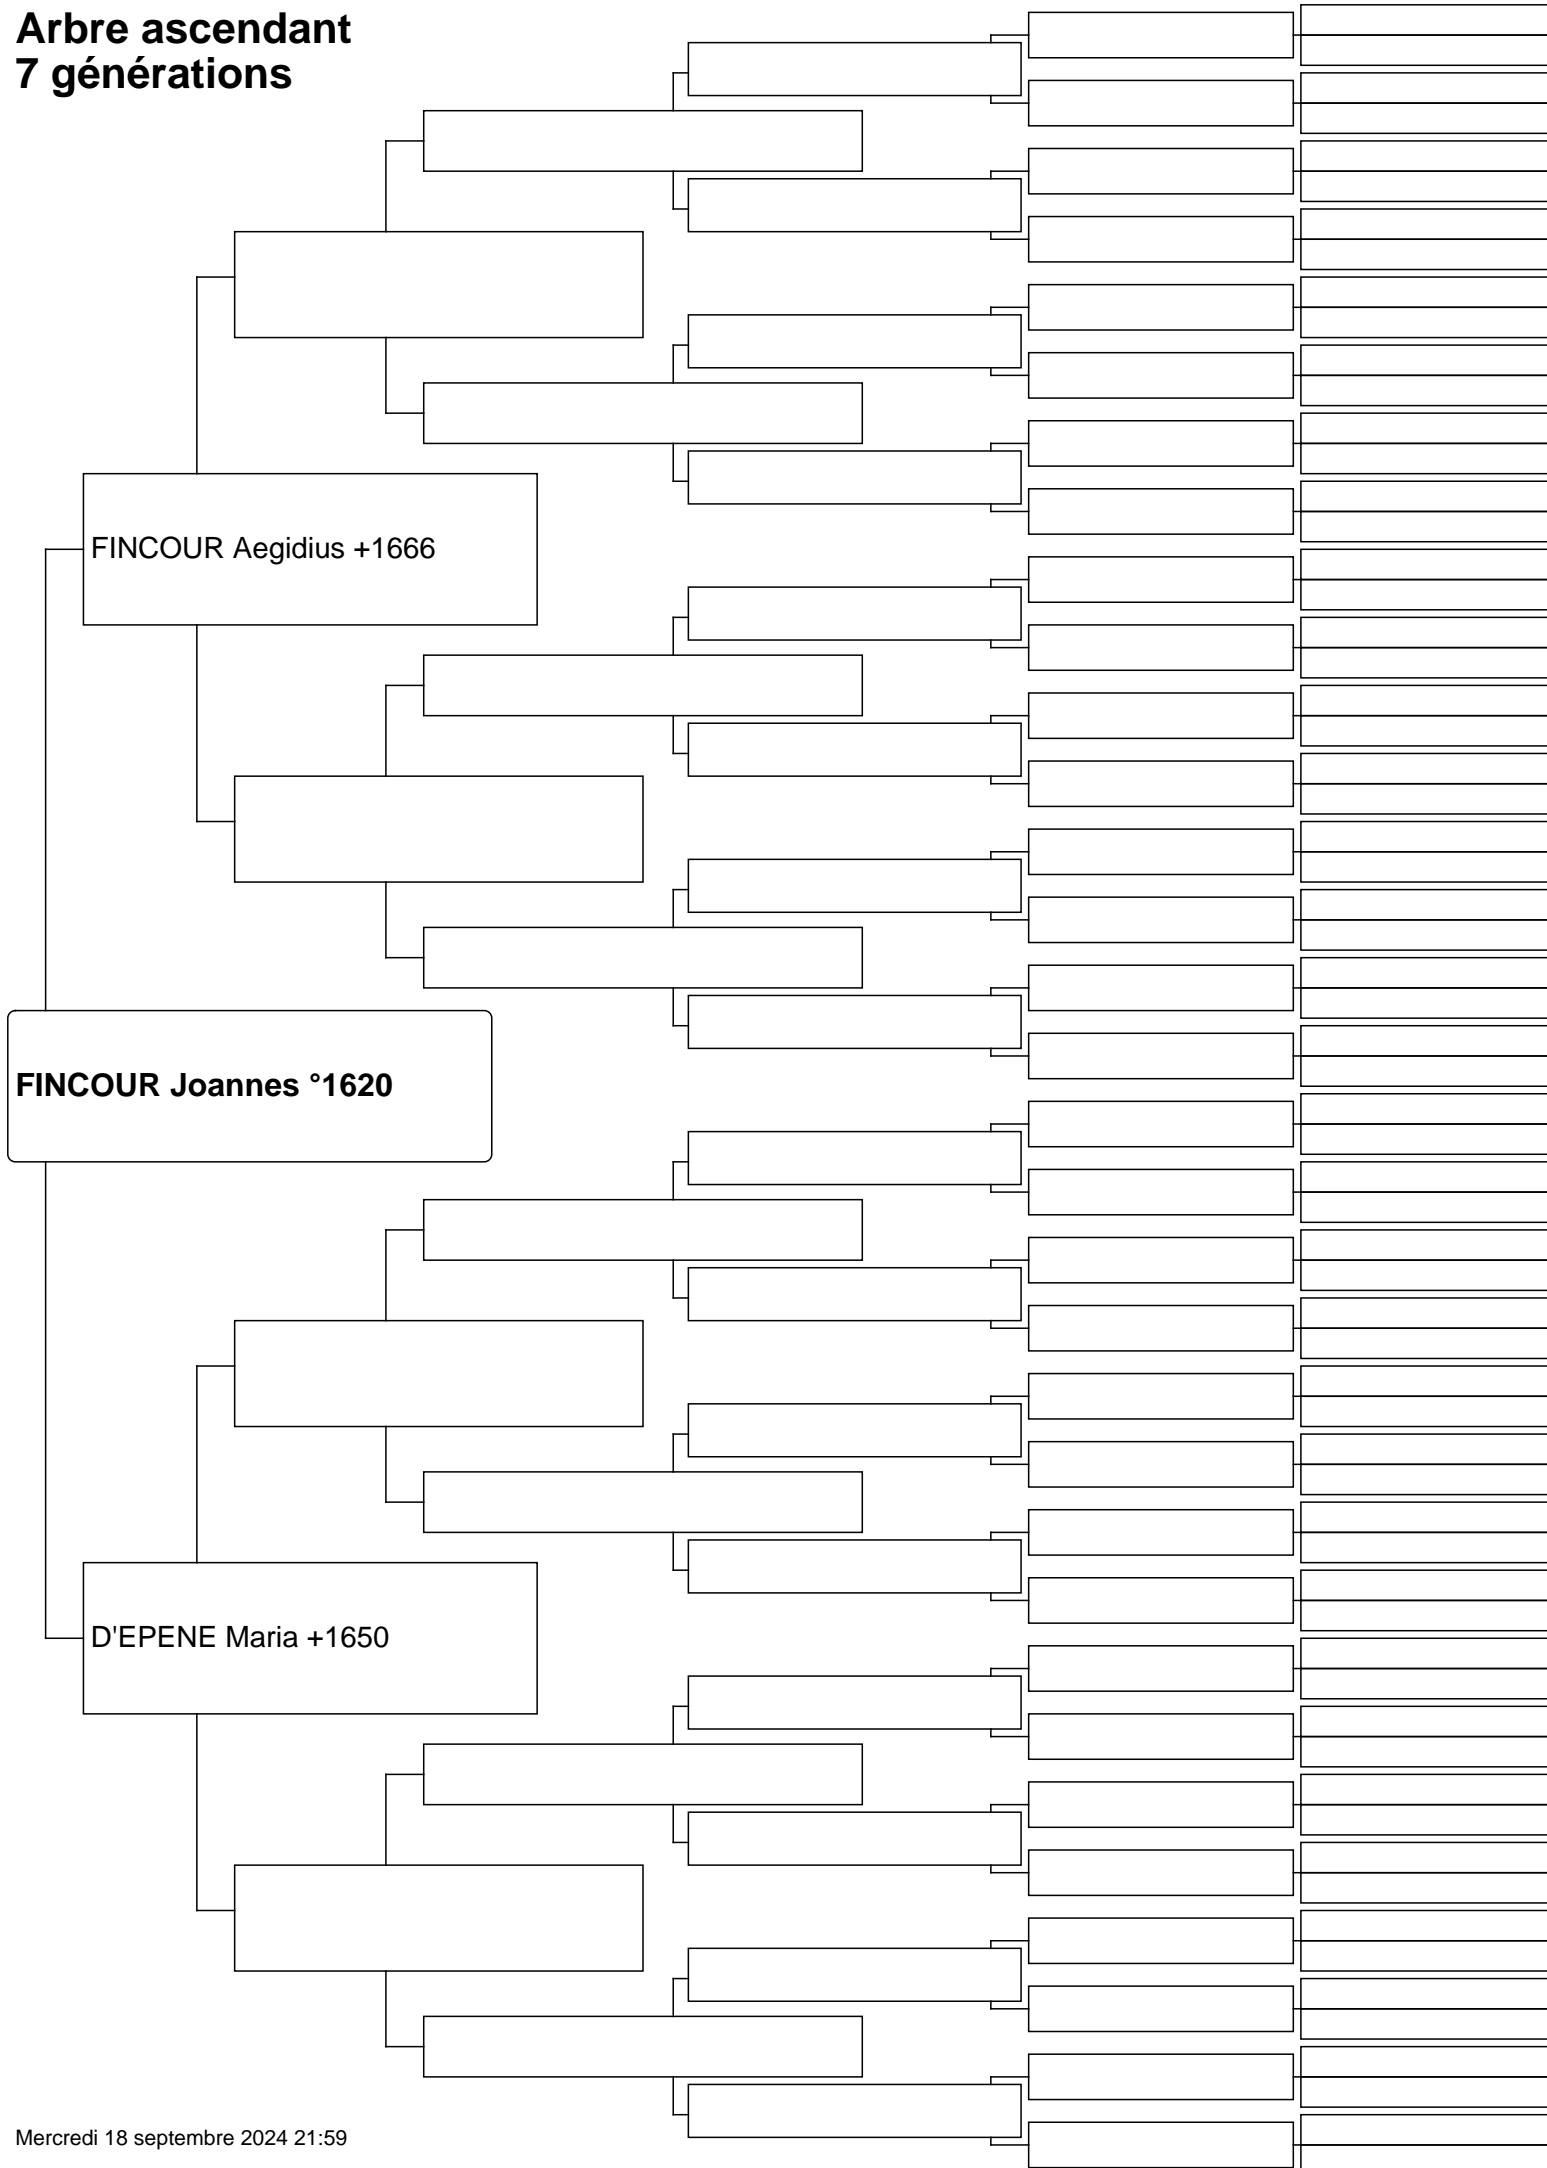 Arbre ascendant
7 générations
FINCOUR Aegidius +1666
FINCOUR Joannes °1620
D'EPENE Maria +1650
Mercredi 18 septembre 2024 21:59